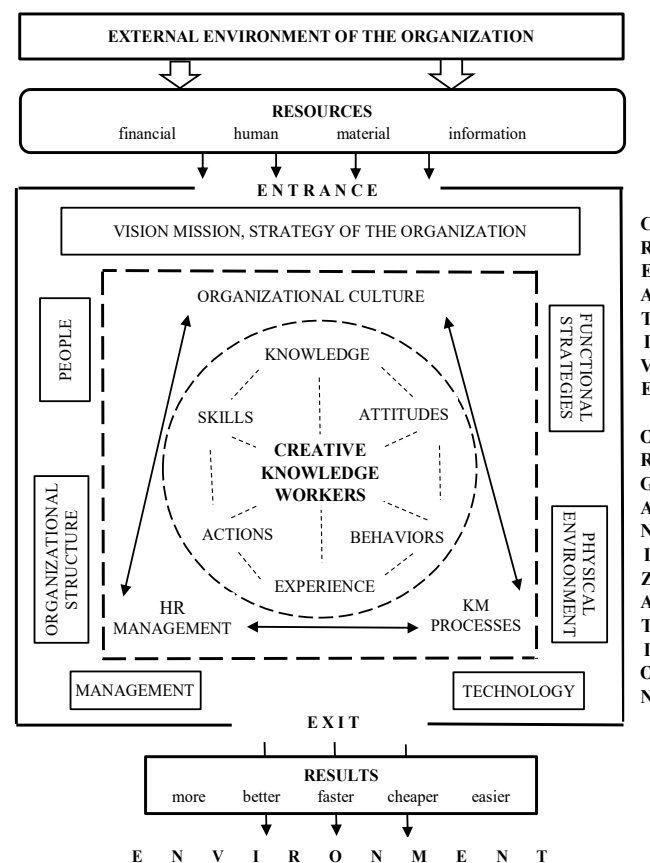 EXTERNAL ENVIRONMENT OF THE ORGANIZATION
RESOURCES
financial human material information
ENTRANCE
VISION MISSION, STRATEGY OF THE ORGANIZATION
ORGANIZATIONAL CULTURE
PEOPLE
FUNCTIONAL
STRATEGIES
KNOWLEDGE
SKILLS
ATTITUDES
CREATIVE
KNOWLEDGE
WORKERS
ACTIONS
BEHAVIORS
EXPERIENCE
ORGANIZATIONAL
STRUCTURE
PHYSICAL
ENVIRONMENT
HR
MANAGEMENT
KM
PROCESSES
MANAGEMENT
TECHNOLOGY
EXIT
CREATIVE ORGANIZATION
RESULTS
more better faster cheaper easier
ENVIRONMENT